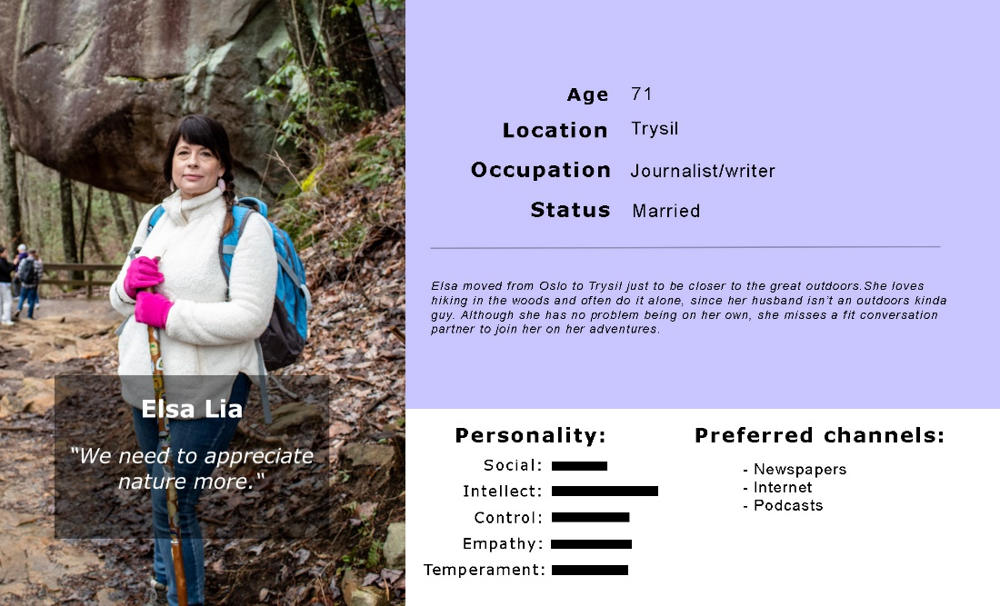 Age 71
Location Trysil
Occupation Journalist/writer
Status Married
Elsa moved from Oslo to Trysil just to be closer to the great outdoors.She loves
hiking in the woods and often do it alone, since her husband isn't an outdoors kinda
guy. Although she has no problem being on her own, she misses a fit conversation
partner to join her on her adventures.
Elsa Lia
"We need to appreciate
nature more."
Personality:
Social:
Intellect:
Control:
Empathy:
Temperament:
Preferred channels:
- Newspapers
- Internet
- Podcasts